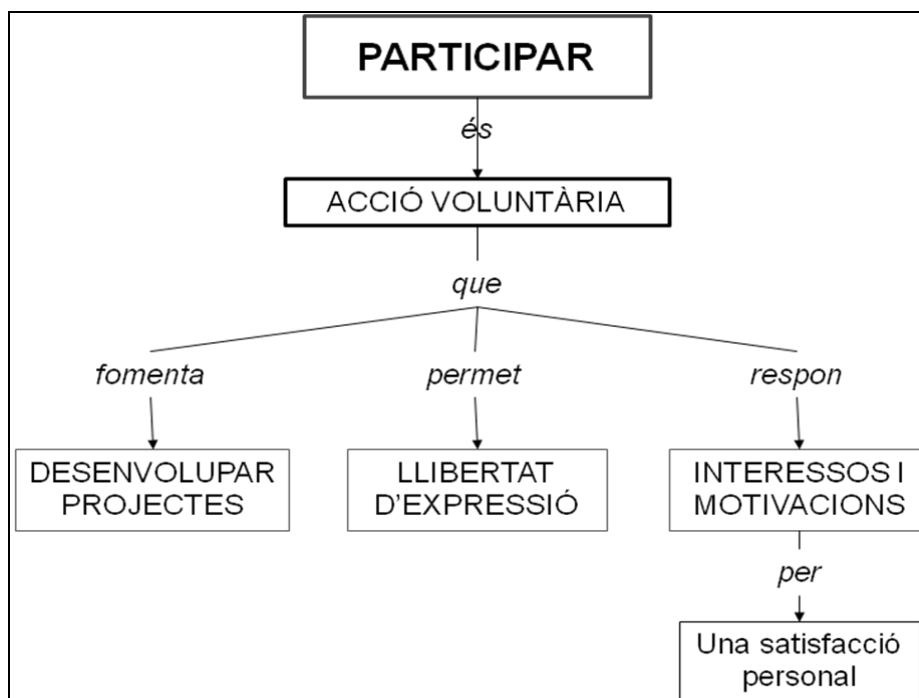 PARTICIPAR
és
ACCIÓ VOLUNTÀRIA
que
fomenta
permet
respon
DESENVOLUPAR
PROJECTES
LLIBERTAT
D'EXPRESSIÓ
INTERESSOS I
MOTIVACIONS
per
Una satisfacció
personal